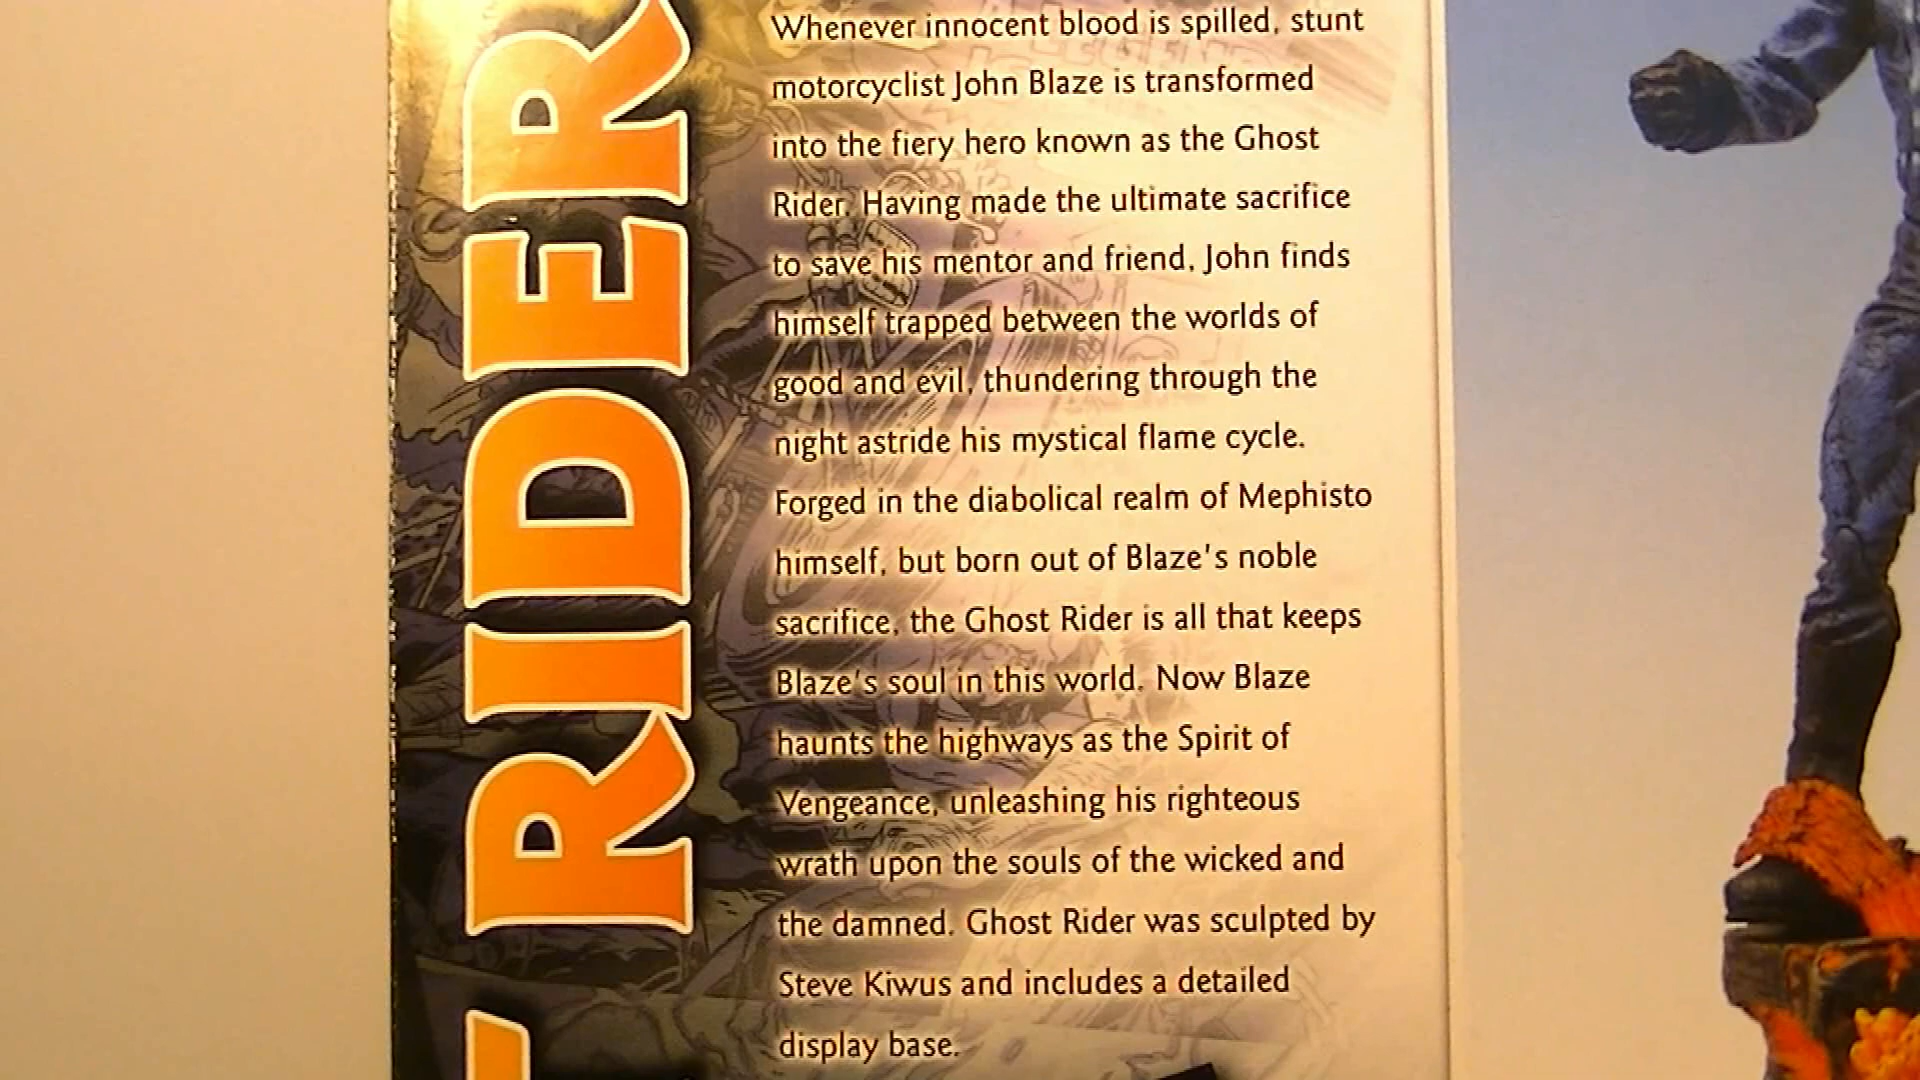 RIDER
Whenever innocent blood is spilled, stunt
motorcyclist John Blaze is transformed
into the fiery hero known as the Ghost
Rider. Having made the ultimate sacrifice
to save his mentor and friend, John finds
himself trapped between the worlds of
good and evil, thundering through the
night astride his mystical flame cycle.
Forged in the diabolical realm of Mephisto
himself, but born out of Blaze's noble
sacrifice, the Ghost Rider is all that keeps
Blaze's soul in this world. Now Blaze
haunts the highways as the Spirit of
Vengeance, unleashing his righteous
wrath upon the souls of the wicked and
the damned. Ghost Rider was sculpted by
Steve Kiwus and includes a detailed
display base.